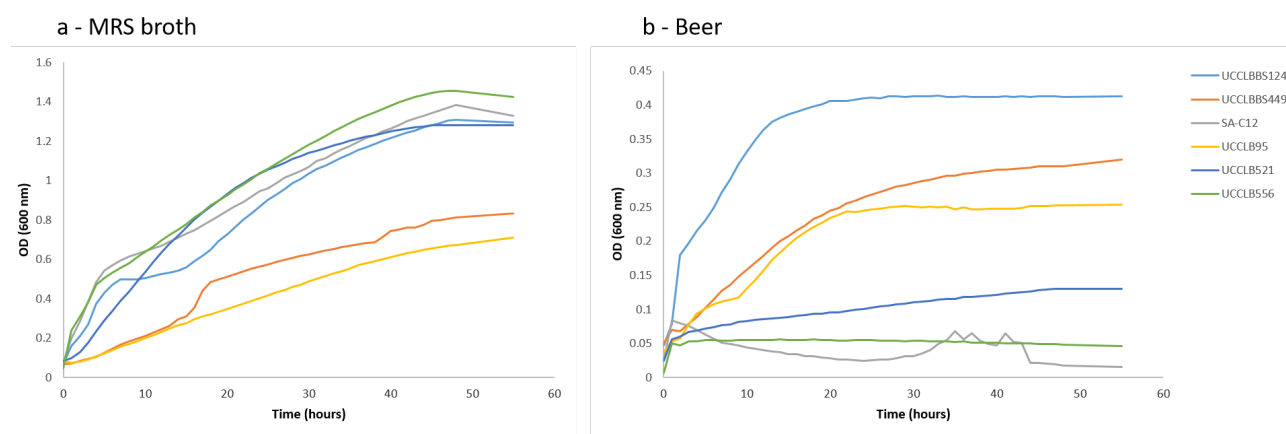 a - MRS broth
OD (600 nm)
1.6
1.4
1.2
1
0.8
0.6
0.4
0.2
0
0 10 20 30 40 50 60
Time (hours)
b - Beer
OD (600 nm)
0.45
0.4
0.35
0.3
0.25
0.2
0.15
0.1
0.05
0
0 10 20 30 40 50 60
Time (hours)
UCCLBBS124
UCCLBBS449
SA-C12
UCCLB95
UCCLB521
UCCLB556